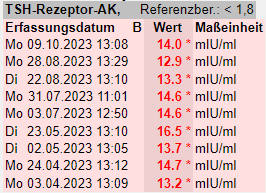 TSH-Rezeptor-AK, Referenzber.: < 1,8
Erfassungsdatum B Wert Maßeinheit
Mo 09.10.2023 13:08 14.0 * mIU/ml
Mo 28.08.2023 13:29 12.9 * mIU/ml
Di 22.08.2023 13:10 13.3 * mIU/ml
Mo 31.07.2023 11:01 14.6 * mIU/ml
Mo 03.07.2023 12:50 14.6 * mIU/ml
Di 23.05.2023 13:10 16.5 * mIU/ml
Di 02.05.2023 13:05 13.7 * mIU/ml
Mo 24.04.2023 13:12 14.7 * mIU/ml
Mo 03.04.2023 13:09 13.2 * mIU/ml